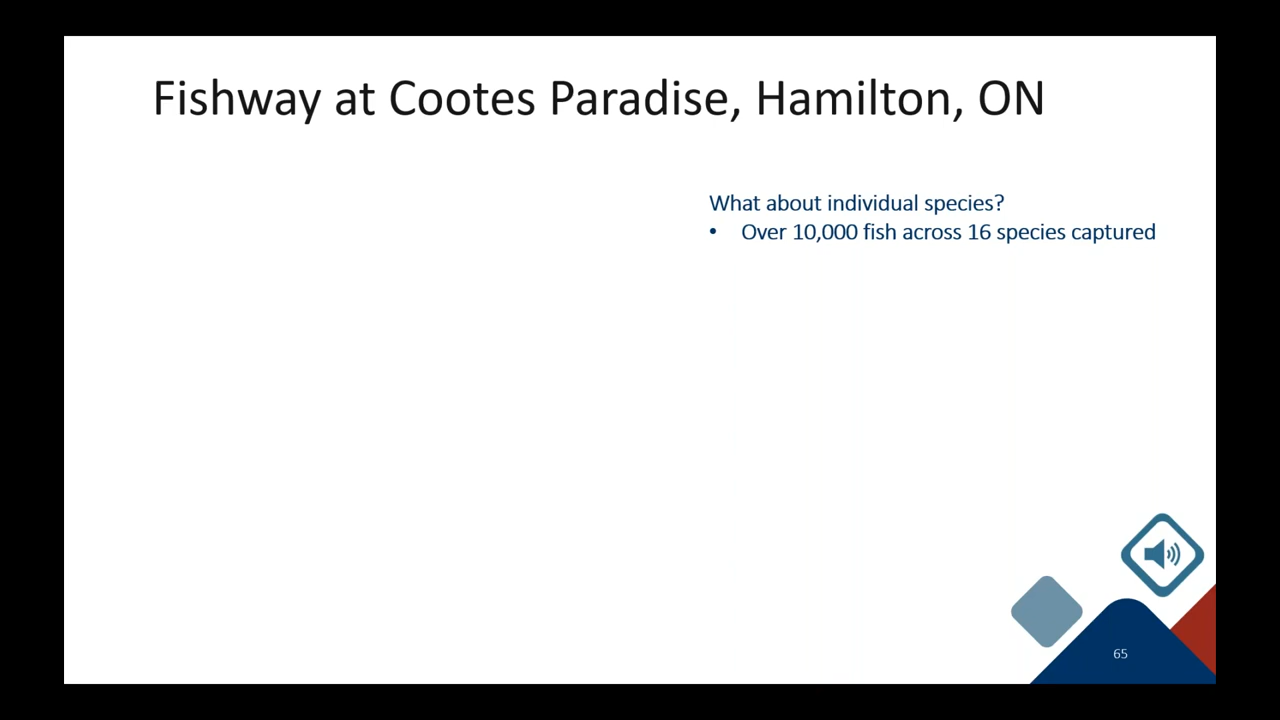 Fishway at Cootes Paradise, Hamilton, ON
What about individual species?
• Over 10,000 fish across 16 species captured
65